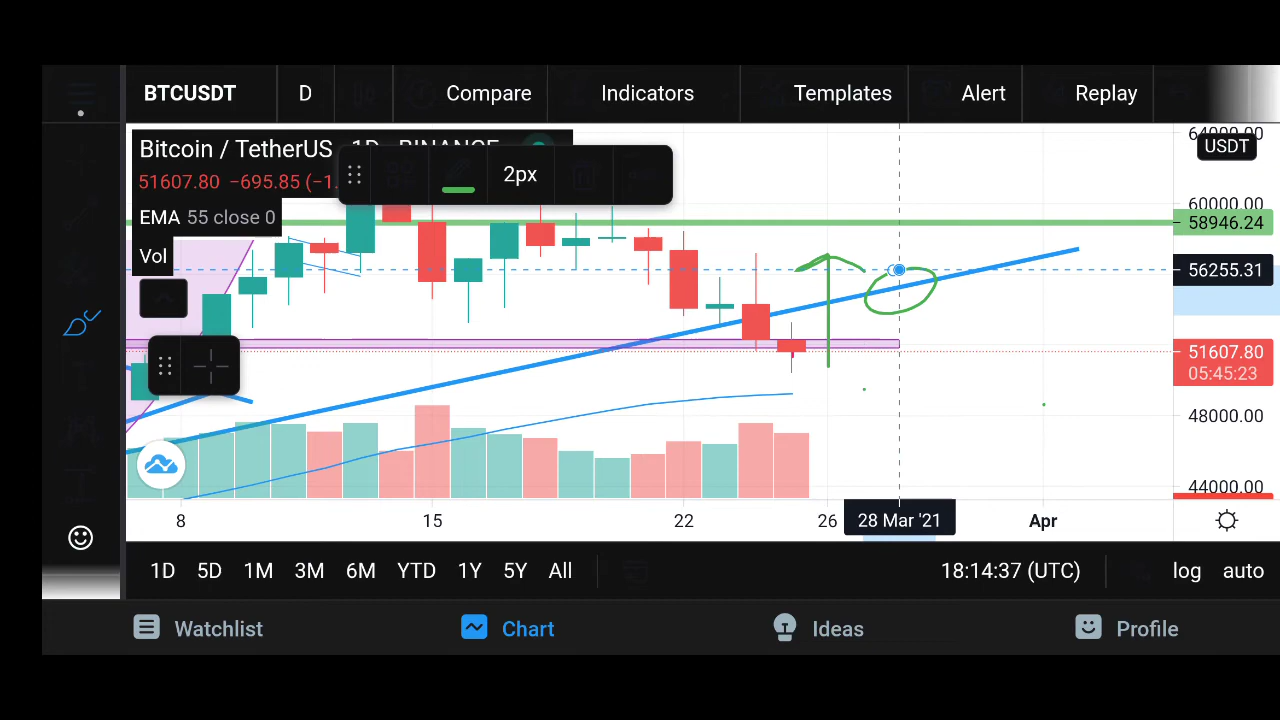 BTCUSDT D Compare Indicators Templates Alert Replay
Bitcoin / TetherUS 1D BINANCE
51607.80 −695.85 (−1.
2px
EMA 55 close 0
Vol
64000.00
USDT
60000.00
58946.24
56255.31
51607.80
05:45:23
48000.00
44000.00
8 15 22 26 28 Mar '21 Apr
1D 5D 1M 3M 6M YTD 1Y 5Y All 18:14:37 (UTC) log auto
Watchlist Chart Ideas Profile